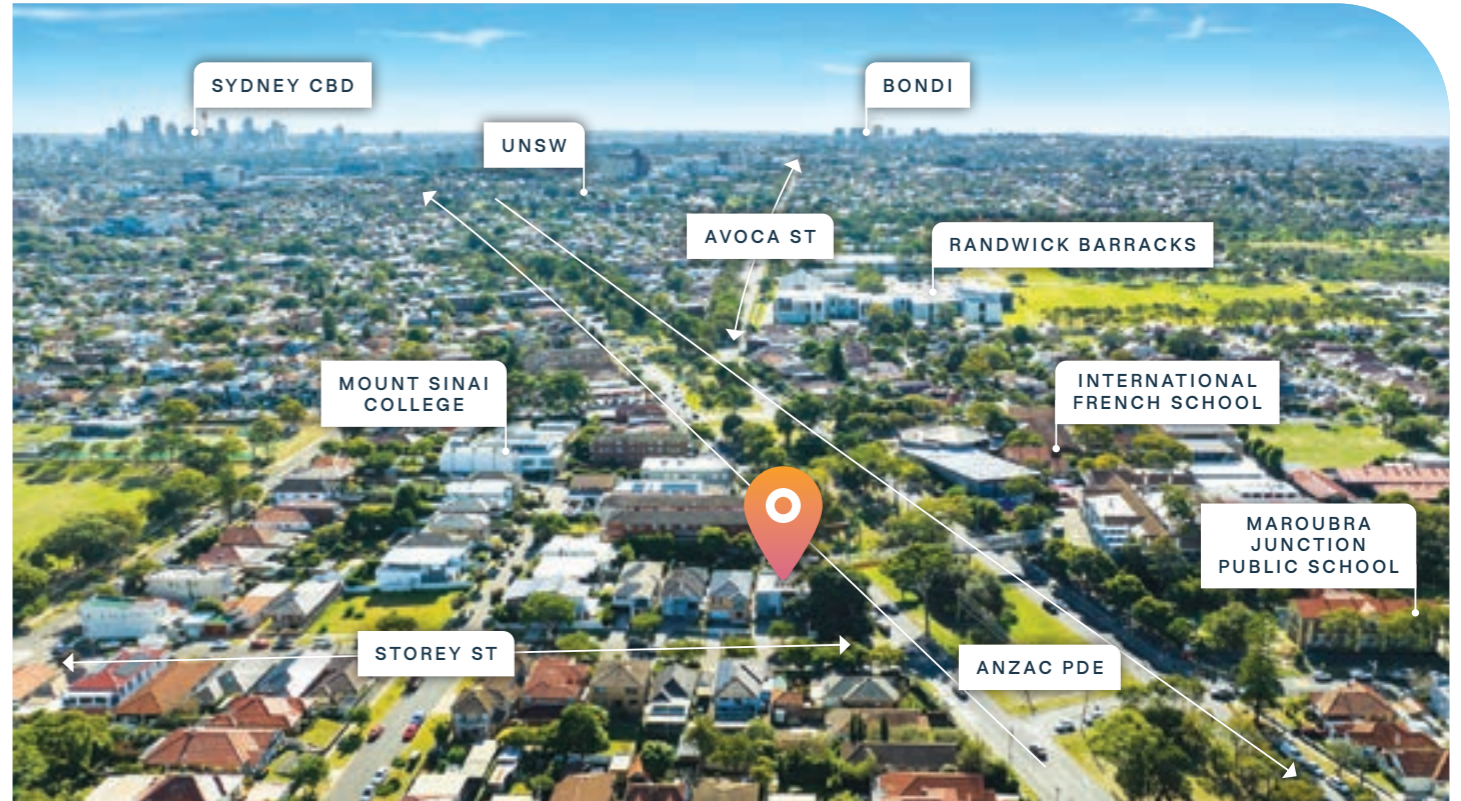 SYDNEY CBD
BONDI
UNSW
AVOCA ST
RANDWICK BARRACKS
MOUNT SINAI
COLLEGE
INTERNATIONAL
FRENCH SCHOOL
MAROUBRA
JUNCTION
PUBLIC SCHOOL
STOREY ST
ANZAC PDE